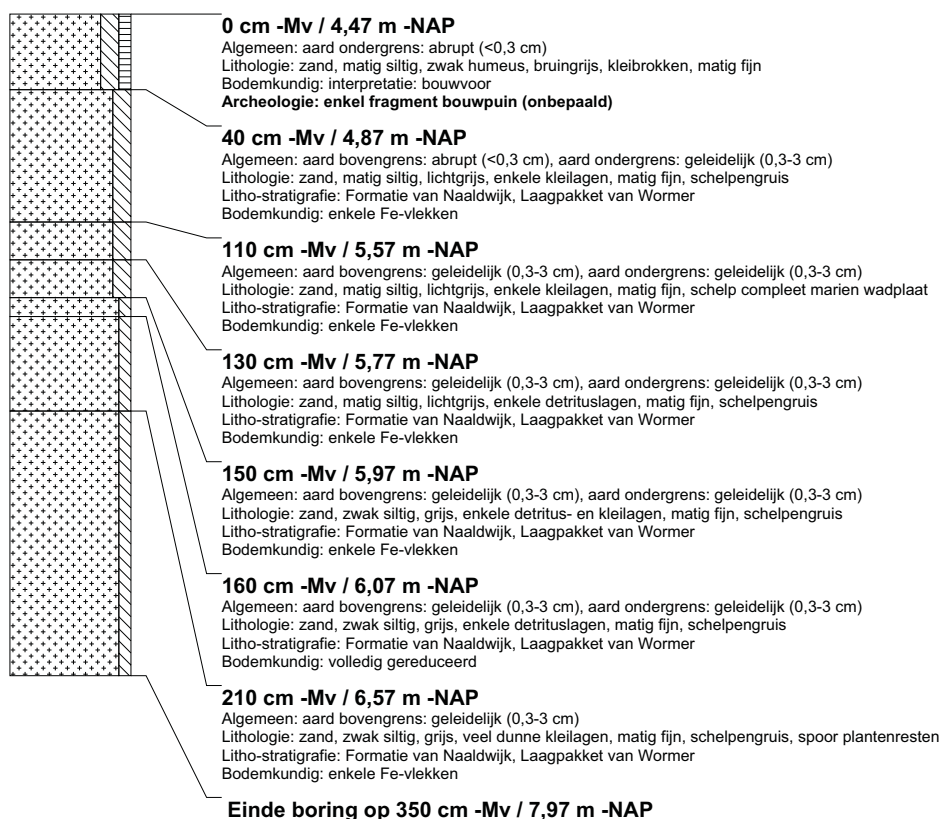 0 cm -Mv / 4,47 m -NAP
Algemeen: aard ondergrens: abrupt (<0,3 cm)
Lithologie: zand, matig siltig, zwak humeus, bruingrijs, kleibrokken, matig fijn
Bodemkundig: interpretatie: bouwvoor
Archeologie: enkel fragment bouwpuin (onbepaald)
40 cm -Mv / 4,87 m -NAP
Algemeen: aard bovengrens: abrupt (<0,3 cm), aard ondergrens: geleidelijk (0,3-3 cm)
Lithologie: zand, matig siltig, lichtgrijs, enkele kleilagen, matig fijn, schelpengruis
Litho-stratigrafie: Formatie van Naaldwijk, Laagpakket van Wormer
Bodemkundig: enkele Fe-vlekken
110 cm -Mv / 5,57 m -NAP
Algemeen: aard bovengrens: geleidelijk (0,3-3 cm), aard ondergrens: geleidelijk (0,3-3 cm)
Lithologie: zand, matig siltig, lichtgrijs, enkele kleilagen, matig fijn, schelp compleet marien wadplaat
Litho-stratigrafie: Formatie van Naaldwijk, Laagpakket van Wormer
Bodemkundig: enkele Fe-vlekken
130 cm -Mv / 5,77 m -NAP
Algemeen: aard bovengrens: geleidelijk (0,3-3 cm), aard ondergrens: geleidelijk (0,3-3 cm)
Lithologie: zand, matig siltig, lichtgrijs, enkele detrituslagen, matig fijn, schelpengruis
Litho-stratigrafie: Formatie van Naaldwijk, Laagpakket van Wormer
Bodemkundig: enkele Fe-vlekken
150 cm -Mv / 5,97 m -NAP
Algemeen: aard bovengrens: geleidelijk (0,3-3 cm), aard ondergrens: geleidelijk (0,3-3 cm)
Lithologie: zand, zwak siltig, grijs, enkele detritus- en kleilagen, matig fijn, schelpengruis
Litho-stratigrafie: Formatie van Naaldwijk, Laagpakket van Wormer
Bodemkundig: enkele Fe-vlekken
160 cm -Mv / 6,07 m -NAP
Algemeen: aard bovengrens: geleidelijk (0,3-3 cm), aard ondergrens: geleidelijk (0,3-3 cm)
Lithologie: zand, zwak siltig, grijs, enkele detrituslagen, matig fijn, schelpengruis
Litho-stratigrafie: Formatie van Naaldwijk, Laagpakket van Wormer
Bodemkundig: volledig gereduceerd
210 cm -Mv / 6,57 m -NAP
Algemeen: aard bovengrens: geleidelijk (0,3-3 cm)
Lithologie: zand, zwak siltig, grijs, veel dunne kleilagen, matig fijn, schelpengruis, spoor plantenresten
Litho-stratigrafie: Formatie van Naaldwijk, Laagpakket van Wormer
Bodemkundig: enkele Fe-vlekken
Einde boring op 350 cm -Mv / 7,97 m -NAP